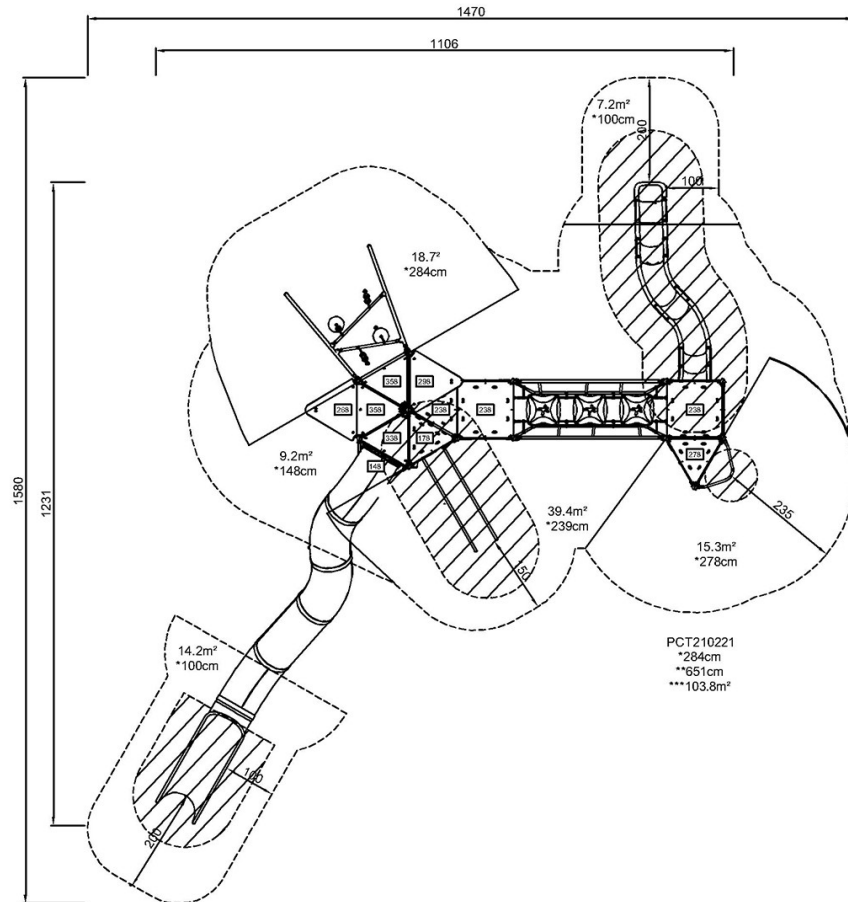 1470
1106
7.2m²
*100cm
200
100
18.7²
*284cm
1580
1231
358
298
268
358
238
238
238
338
178
278
148
9.2m²
*148cm
39.4m²
*239cm
235
15.3m²
*278cm
150
PCT210221
*284cm
**651cm
***103.8m²
14.2m²
*100cm
100
200